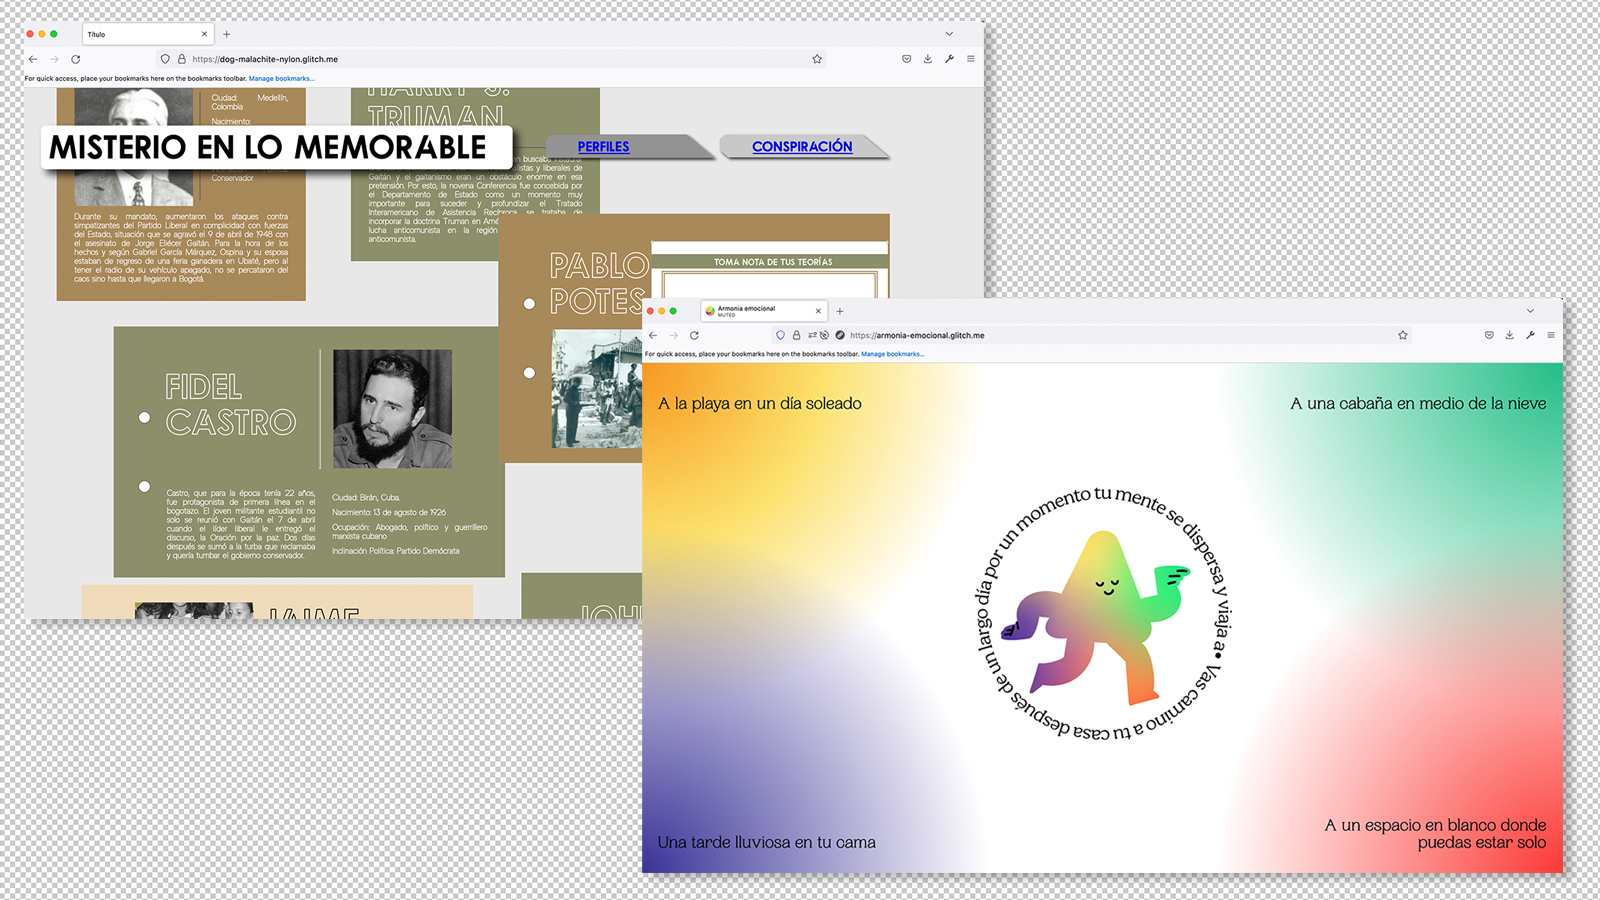 Título
https://dog-malachite-nylon.glitch.me
For quick access, place your bookmarks here on the bookmarks toolbar. Manage bookmarks...
MISTERIO EN LO MEMORABLE
PERFILES
CONSPIRACIÓN
Ciudad: Medellín,
Colombia
Nacimiento:
Conservador
Durante su mandato, aumentaron los ataques contra
simpatizantes del Partido Liberal en complicidad con fuerzas
del Estado, situación que se agravó el 9 de abril de 1948 con
el asesinato de Jorge Eliécer Gaitán. Para la hora de los
hechos y según Gabriel García Márquez, Ospina y su esposa
estaban de regreso de una feria ganadera en Ubaté, pero al
tener el radio de su vehículo apagado, no se percataron del
caos sino hasta que llegaron a Bogotá.
HARRY S.
TRUMAN
buscaba
liberales de
Gaitán y el gaitanismo eran un obstáculo enorme en esa
pretensión. Por esto, la novena Conferencia fue concebida por
el Departamento de Estado como un momento muy
importante para suceder y profundizar el Tratado
Interamericano de Asistencia Recíproca, se trataba de
incorporar la doctrina Truman en
lucha anticomunista en la región
anticomunista.
PABLO
POTES
TOMA NOTA DE TUS TEORÍAS
FIDEL
CASTRO
Castro, que para la época tenía 22 años,
fue protagonista de primera línea en el
bogotazo. El joven militante estudiantil no
solo se reunió con Gaitán el 7 de abril
cuando el líder liberal le entregó el
discurso, la Oración por la paz. Dos días
después se sumó a la turba que reclamaba
y quería tumbar el gobierno conservador.
Ciudad: Birán, Cuba.
Nacimiento: 13 de agosto de 1926
Ocupación: Abogado, político y guerrillero
marxista cubano
Inclinación Política: Partido Demócrata
JAIME
Armonia emocional
MUTED
https://armonia-emocional.glitch.me
For quick access, place your bookmarks here on the bookmarks toolbar. Manage bookmarks...
A la playa en un día soleado
A una cabaña en medio de la nieve
Vas camino a tu casa después de un largo día por un momento tu mente se dispersa y viaja a •
Una tarde lluviosa en tu cama
A un espacio en blanco donde
puedas estar solo